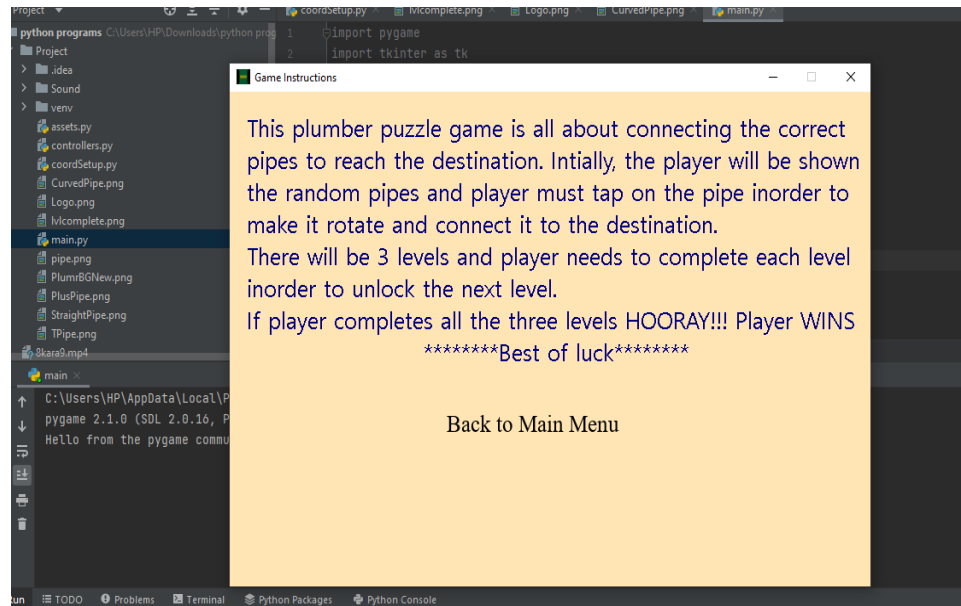 Project
coordSetup.py
lvlcomplete.png
Logo.png
CurvedPipe.png
main.py
python programs C:\Users\HP\Downloads\python prog
Project
.idea
Sound
venv
assets.py
controllers.py
coordSetup.py
CurvedPipe.png
Logo.png
lvlcomplete.png
main.py
pipe.png
PlumrBGNew.png
PlusPipe.png
StraightPipe.png
TPipe.png
8kara9.mp4
1 import pygame
2 import tkinter as tk
Game Instructions
This plumber puzzle game is all about connecting the correct
pipes to reach the destination. Intially, the player will be shown
the random pipes and player must tap on the pipe inorder to
make it rotate and connect it to the destination.
There will be 3 levels and player needs to complete each level
inorder to unlock the next level.
If player completes all the three levels HOORAY!!! Player WINS
********Best of luck********
Back to Main Menu
main
C:\Users\HP\AppData\Local\P
pygame 2.1.0 (SDL 2.0.16, P
Hello from the pygame commu
Run TODO Problems Terminal Python Packages Python Console